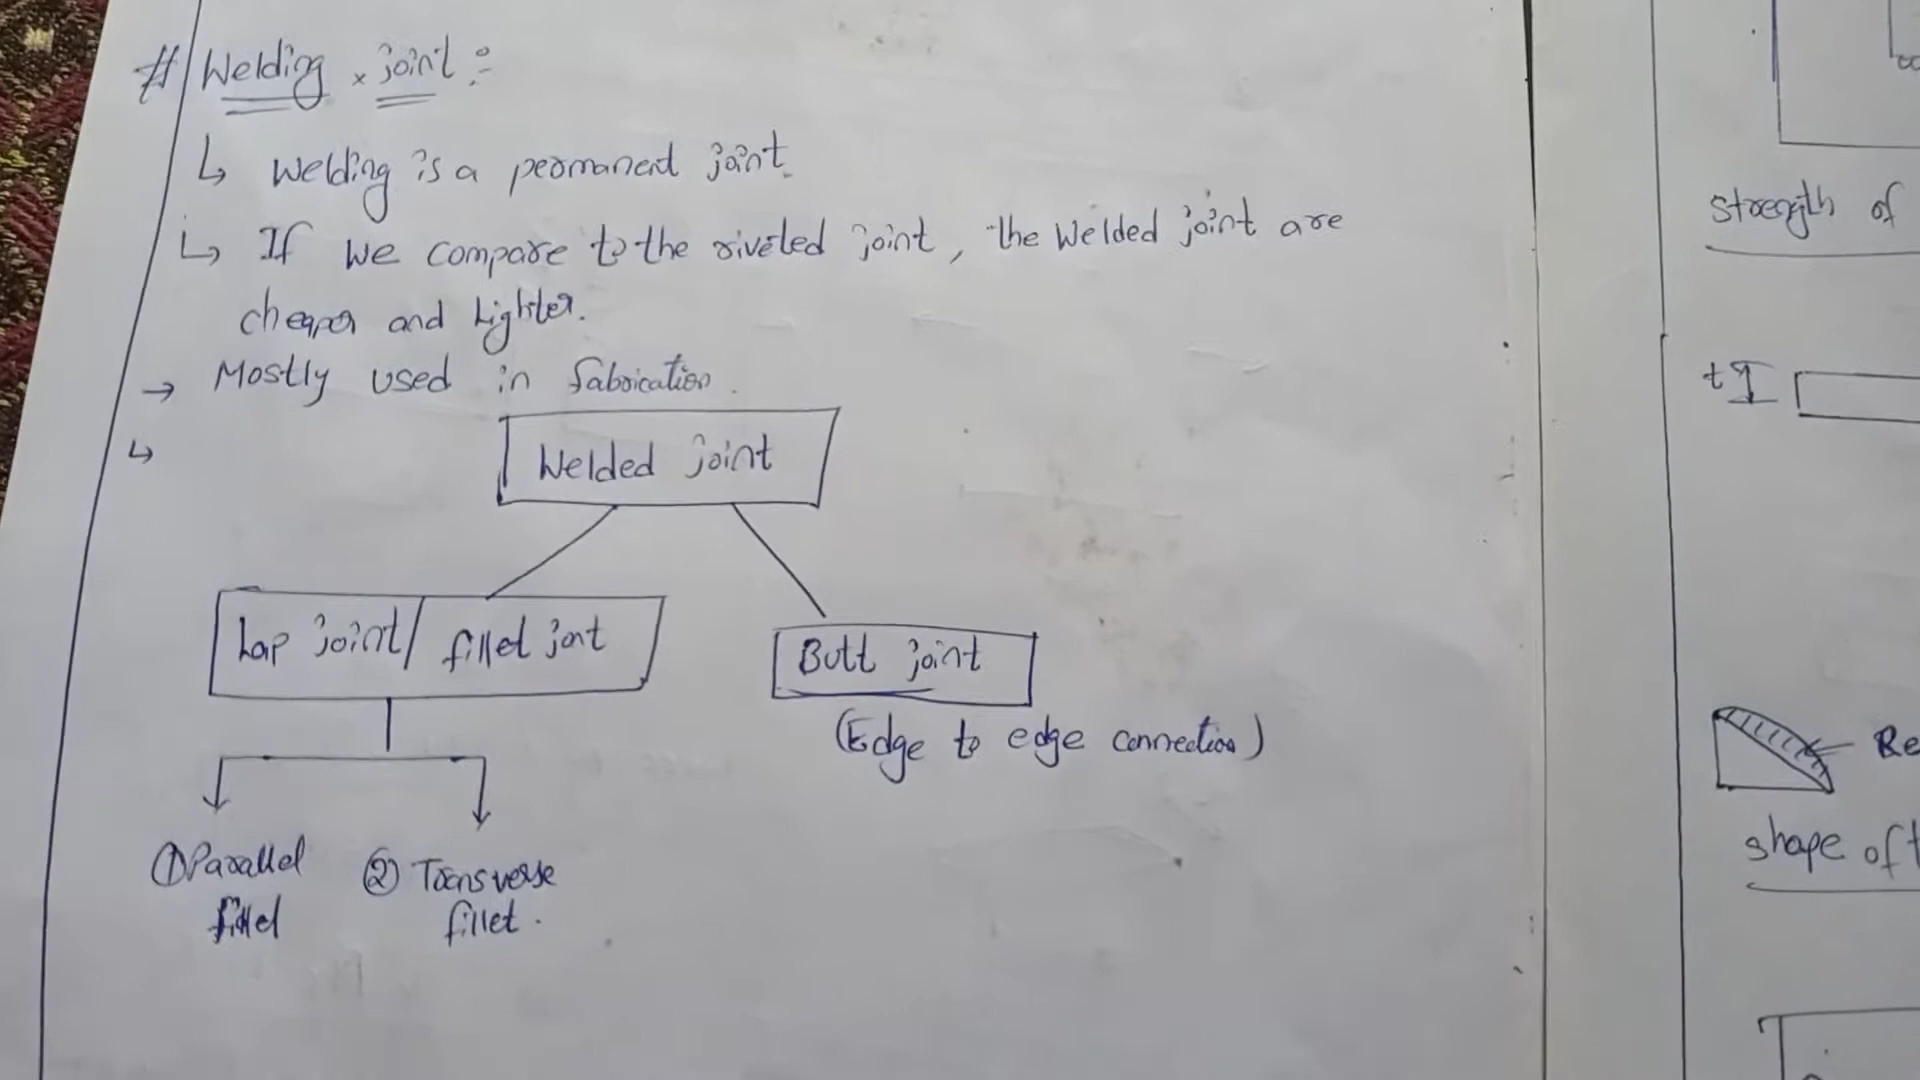 # Welding joint :-
↳ Welding is a permanent joint.
↳ If we compare to the riveted joint, the welded joint are
cheaper and Lighter.
→ Mostly used in fabrication.
↳
Welded joint
Lap joint/ fillet jont
Butt joint
(Edge to edge connection)
① Parallel
fillet
② Transverse
fillet.
strength of
t
Re
shape of t